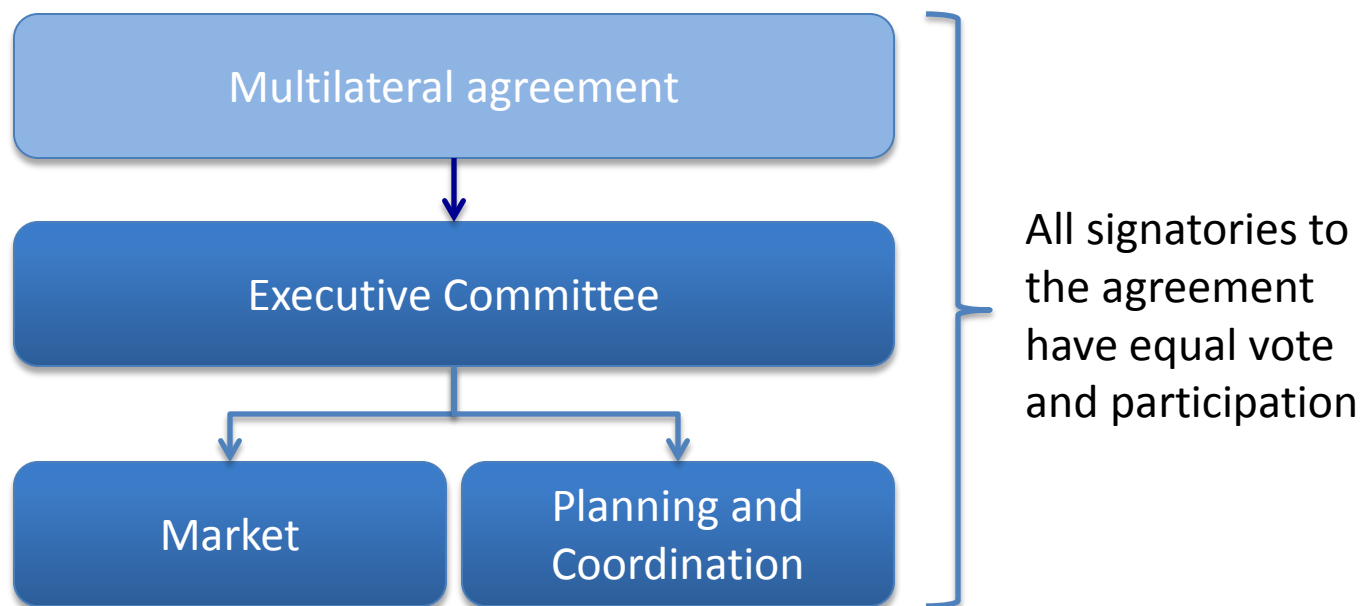 Multilateral agreement
Executive Committee
Market
Planning and
Coordination
All signatories to
the agreement
have equal vote
and participation